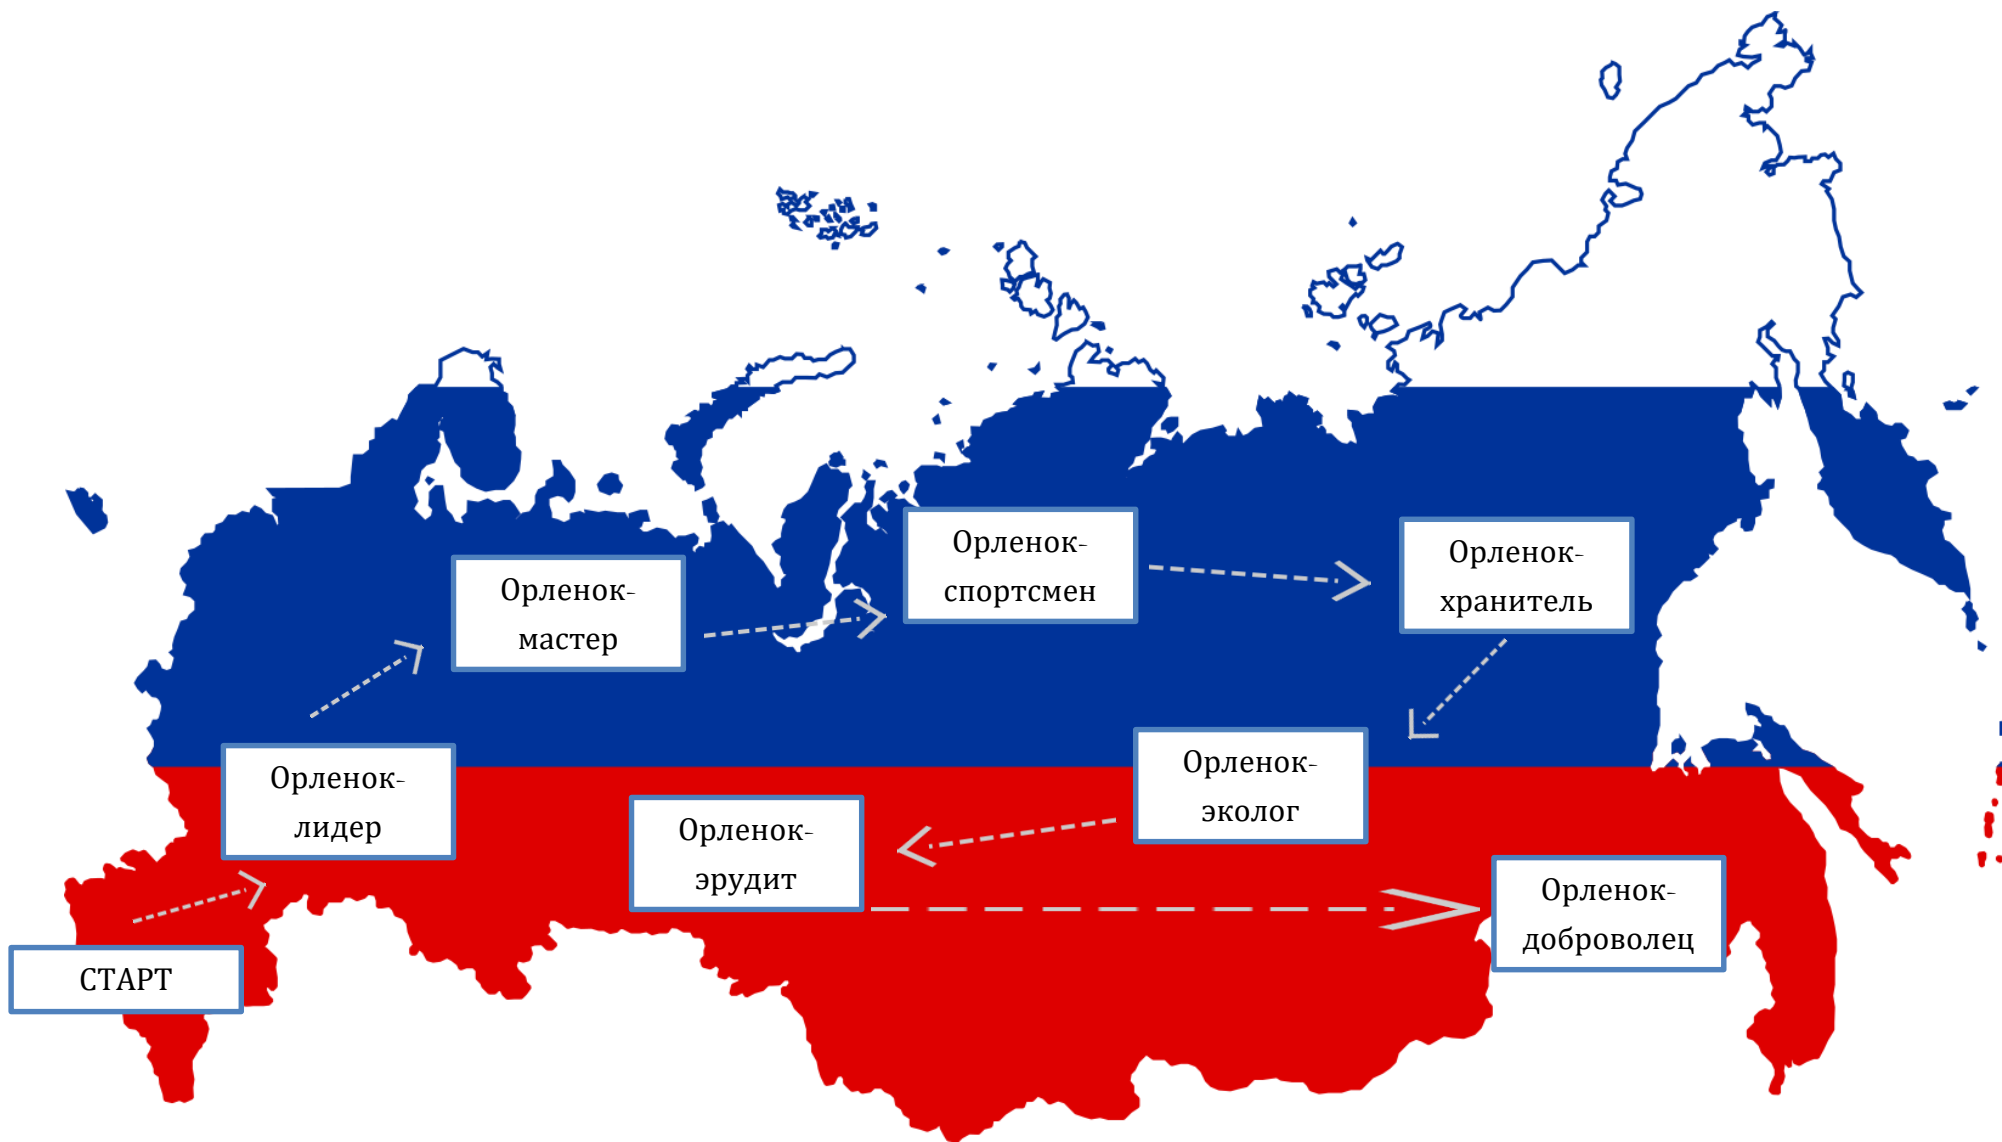 СТАРТ
Орленок-
лидер
Орленок-
мастер
Орленок-
спортсмен
Орленок-
хранитель
Орленок-
эколог
Орленок-
эрудит
Орленок-
доброволец